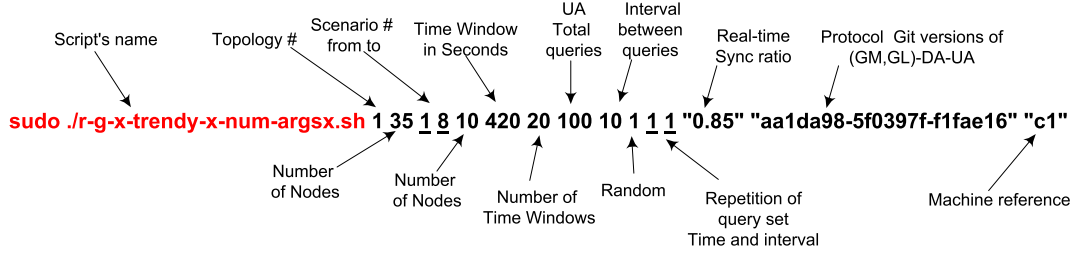 Script's name
Topology #
Scenario #
from to
Time Window
in Seconds
UA
Total
queries
Interval
between
queries
Real-time
Sync ratio
Protocol Git versions of
(GM,GL)-DA-UA
sudo ./r-g-x-trendy-x-num-argsx.sh 1 35 1 8 10 420 20 100 10 1 1 1 "0.85" "aa1da98-5f0397f-f1fae16" "c1"
Number
of Nodes
Number
of Nodes
Number of
Time Windows
Random
Repetition of
query set
Time and interval
Machine reference